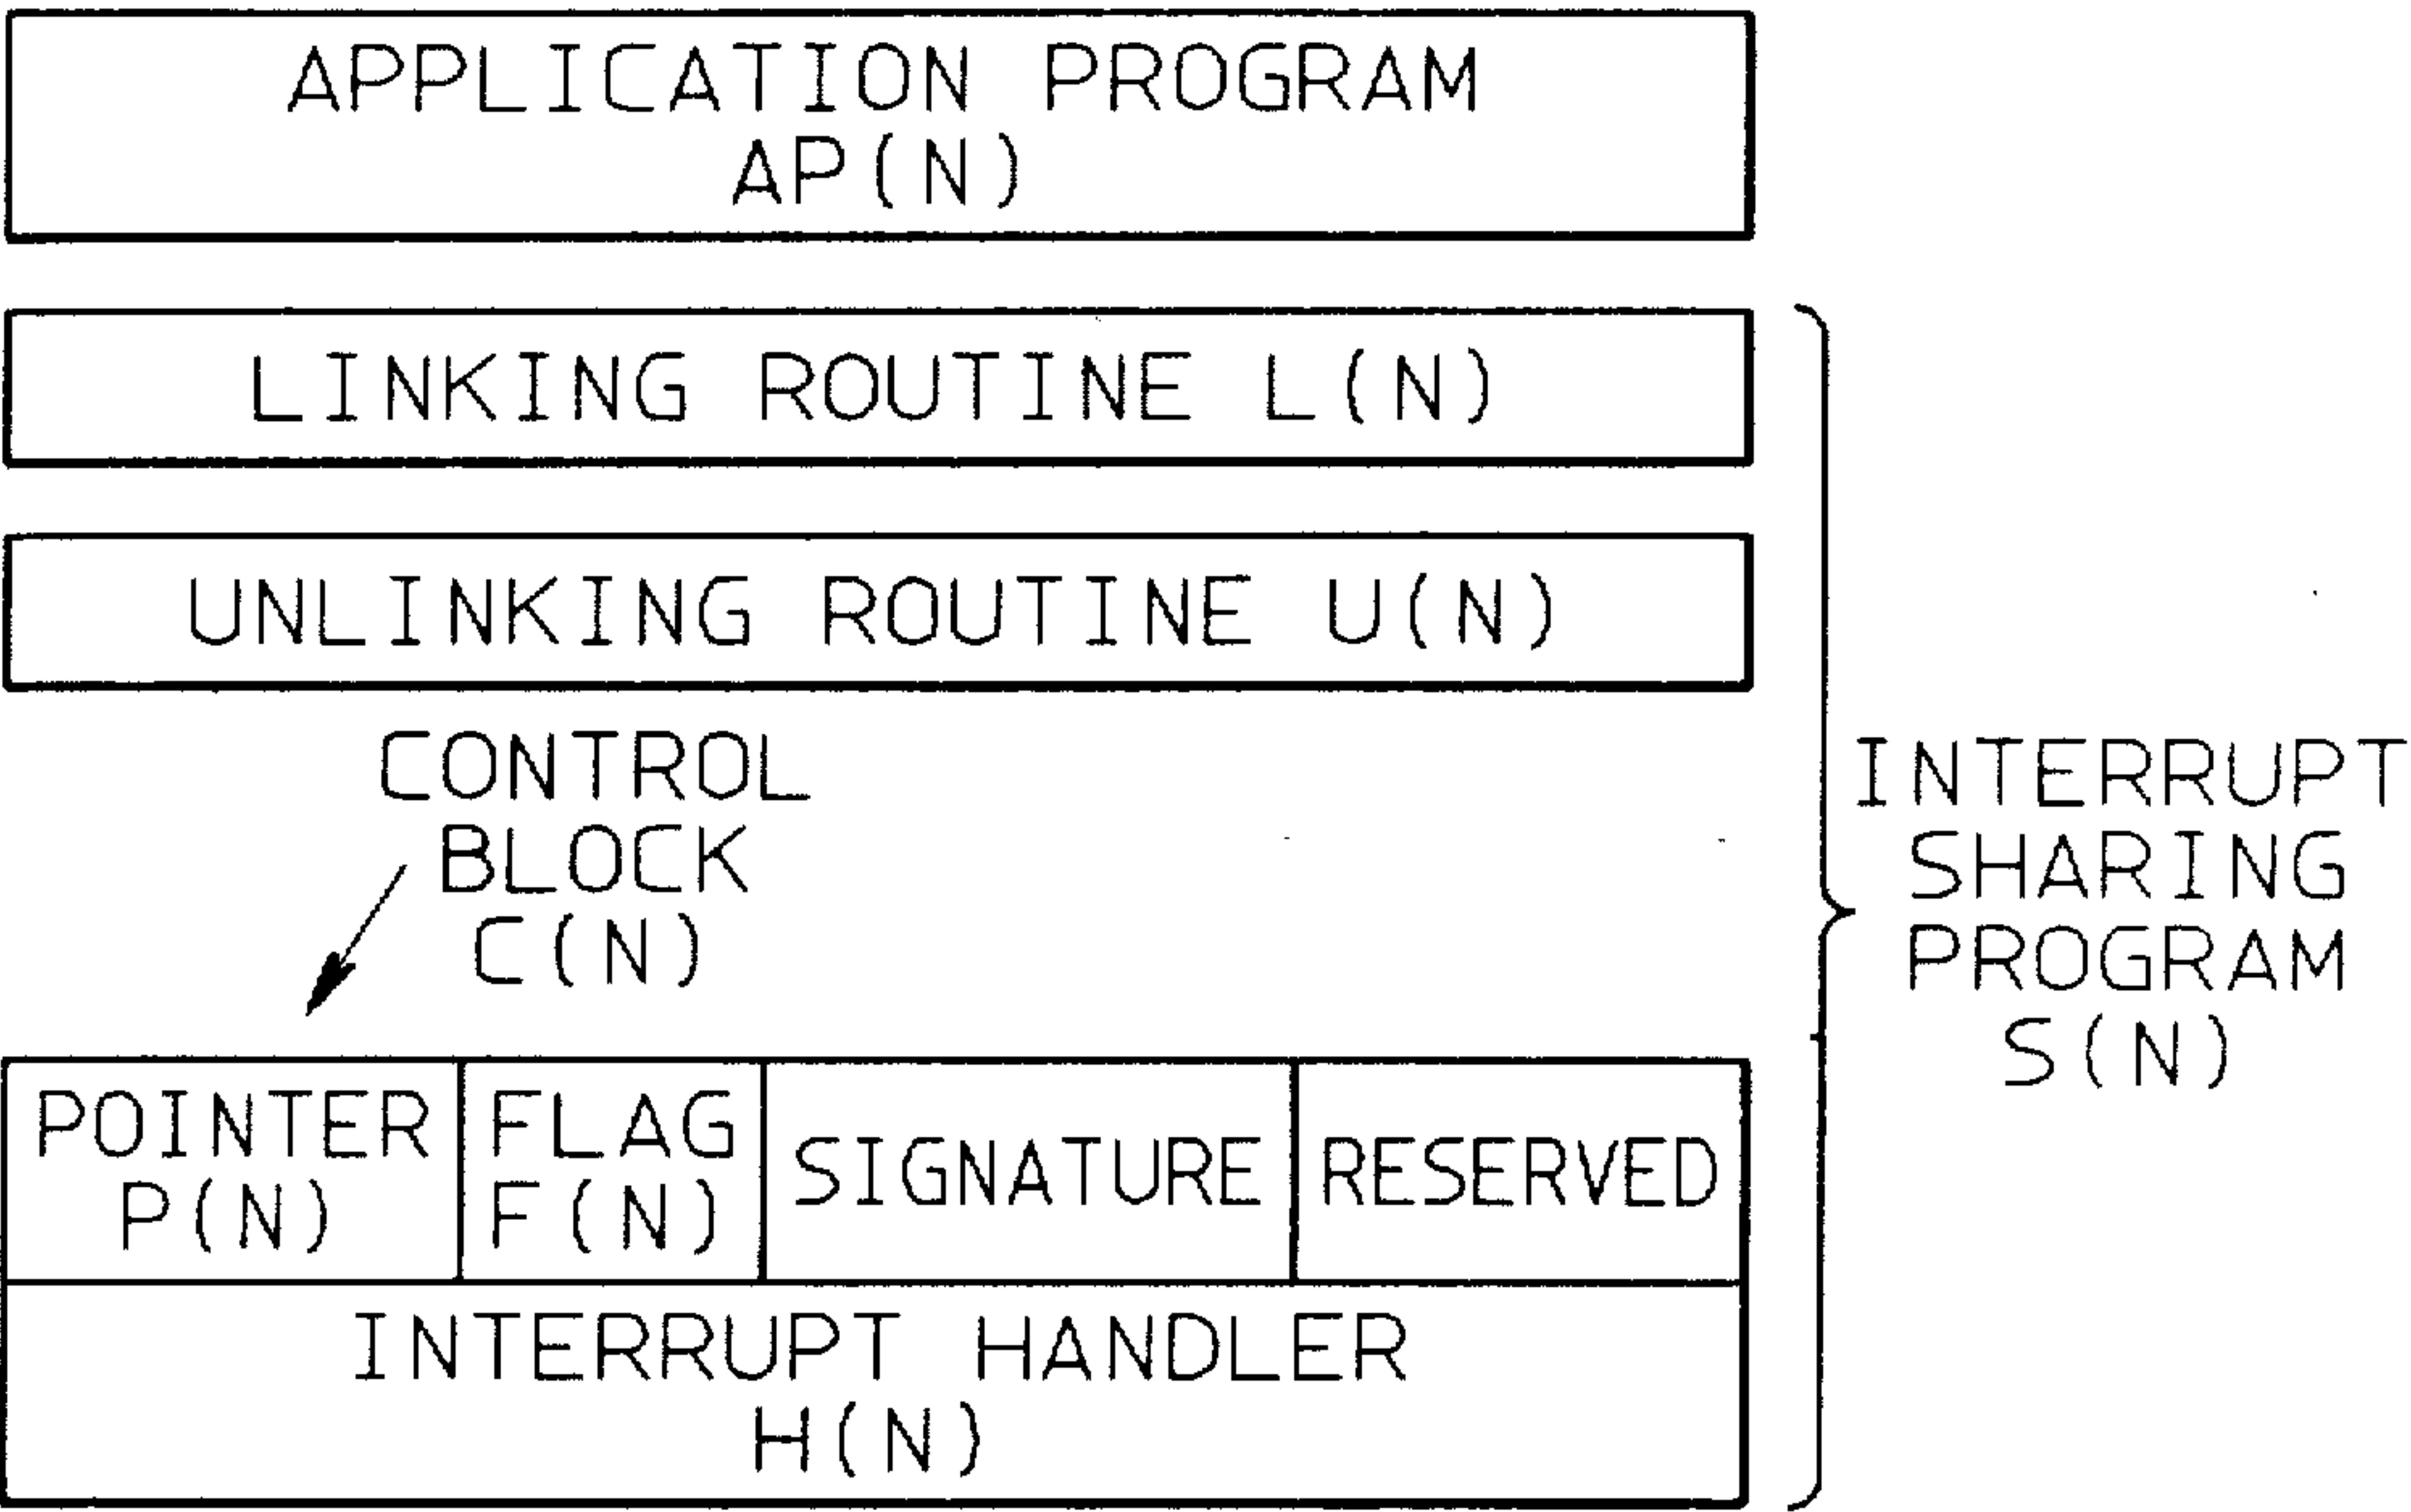 APPLICATION PROGRAM
AP(N)
LINKING ROUTINE L(N)
UNLINKING ROUTINE U(N)
CONTROL
BLOCK
C(N)
INTERRUPT
SHARING
PROGRAM
S(N)
POINTER
P(N)
FLAG
F(N)
SIGNATURE
RESERVED
INTERRUPT HANDLER
H(N)